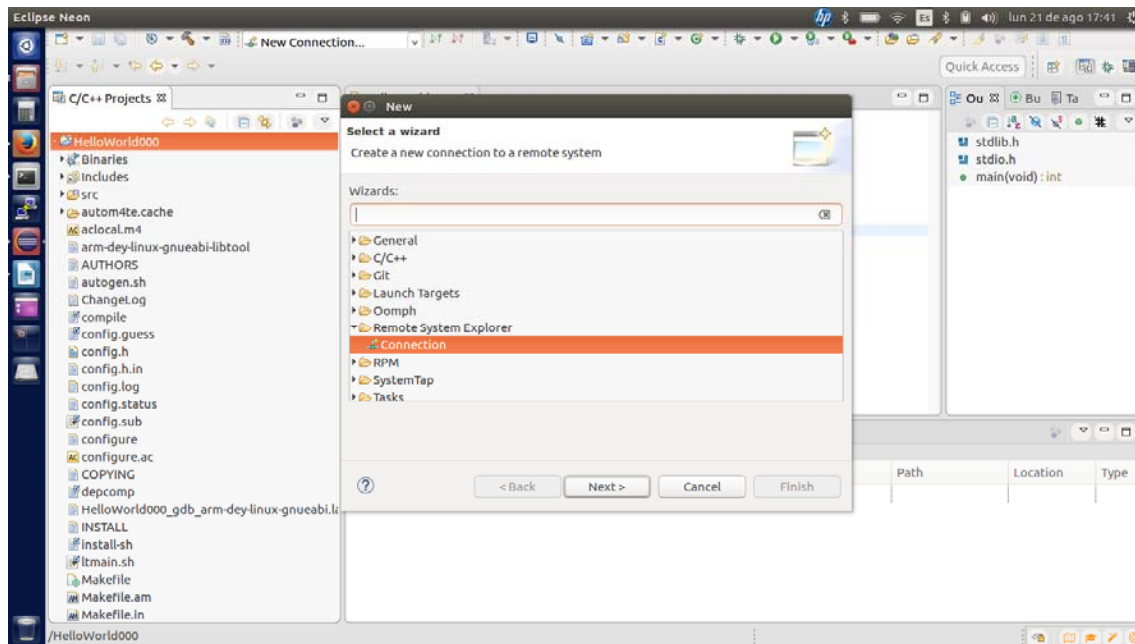 Eclipse Neon
hp
Es
lun 21 de ago 17:41
New Connection...
Quick Access
C/C++ Projects
HelloWorld000
Binaries
Includes
src
autom4te.cache
aclocal.m4
arm-dey-linux-gnueabi-libtool
AUTHORS
autogen.sh
ChangeLog
compile
config.guess
config.h
config.h.in
config.log
config.status
config.sub
configure
configure.ac
COPYING
depcomp
HelloWorld000_gdb_arm-dey-linux-gnueabi.la
INSTALL
install-sh
ltmain.sh
Makefile
Makefile.am
Makefile.in
/HelloWorld000
New
Select a wizard
Create a new connection to a remote system
Wizards:
General
C/C++
Git
Launch Targets
Oomph
Remote System Explorer
Connection
RPM
SystemTap
Tasks
< Back Next > Cancel Finish
Ou Bu Ta
stdlib.h
stdio.h
main(void) : int
Path Location Type